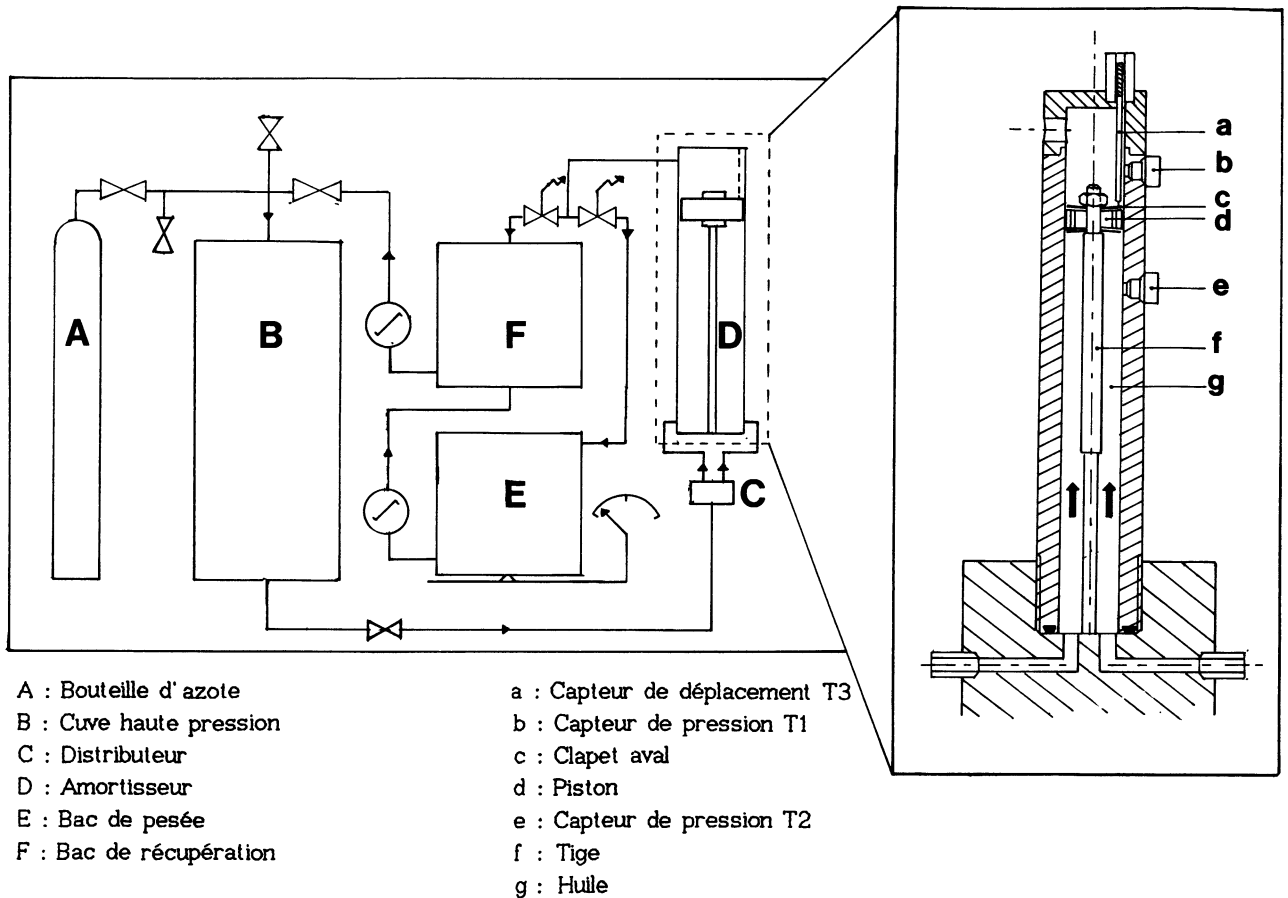 A
B
F
D
E
C
a
b
c
d
e
f
g
A : Bouteille d'azote
B : Cuve haute pression
C : Distributeur
D : Amortisseur
E : Bac de pesée
F : Bac de récupération
a : Capteur de déplacement T3
b : Capteur de pression T1
c : Clapet aval
d : Piston
e : Capteur de pression T2
f : Tige
g : Huile